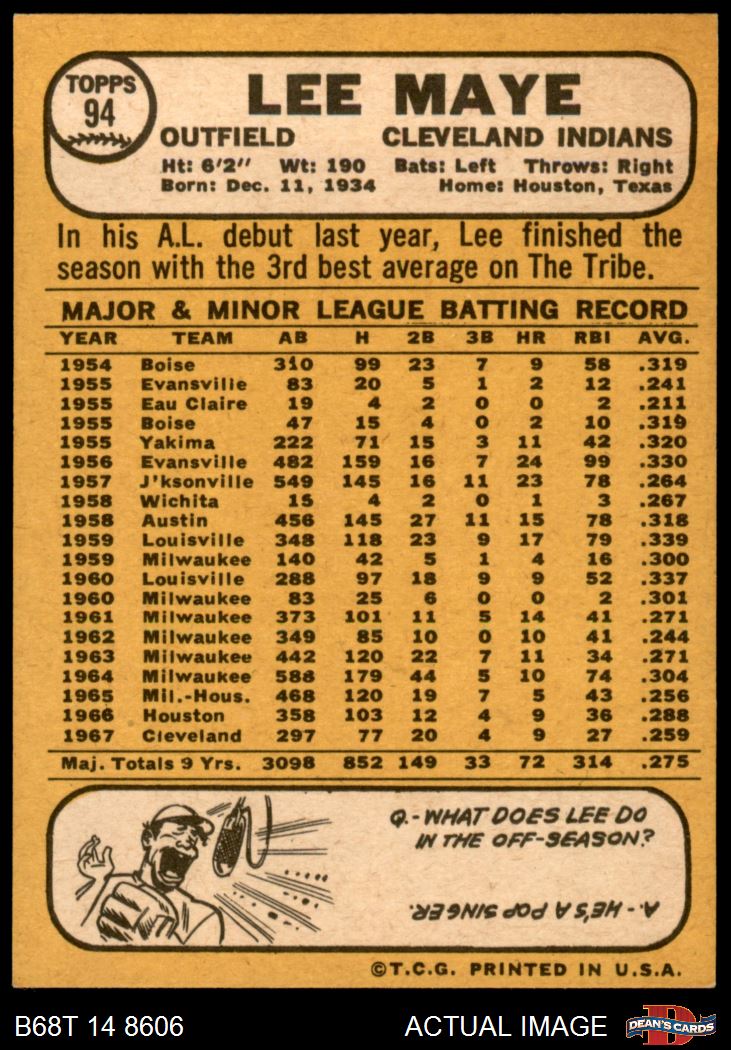 TOPPS
94
LEE MAYE
OUTFIELD CLEVELAND INDIANS
Ht: 6'2" Wt: 190 Bats: Left Throws: Right
Born: Dec. 11, 1934 Home: Houston, Texas
In his A.L. debut last year, Lee finished the
season with the 3rd best average on The Tribe.
MAJOR & MINOR LEAGUE BATTING RECORD
YEAR TEAM AB H 2B 3B HR RBI AVG.
1954 Boise 310 99 23 7 9 58 .319
1955 Evansville 83 20 5 1 2 12 .241
1955 Eau Claire 19 4 2 0 0 2 .211
1955 Boise 47 15 4 0 2 10 .319
1955 Yakima 222 71 15 3 11 42 .320
1956 Evansville 482 159 16 7 24 99 .330
1957 J'ksonville 549 145 16 11 23 78 .264
1958 Wichita 15 4 2 0 1 3 .267
1958 Austin 456 145 27 11 15 78 .318
1959 Louisville 348 118 23 9 17 79 .339
1959 Milwaukee 140 42 5 1 4 16 .300
1960 Louisville 288 97 18 9 9 52 .337
1960 Milwaukee 83 25 6 0 0 2 .301
1961 Milwaukee 373 101 11 5 14 41 .271
1962 Milwaukee 349 85 10 0 10 41 .244
1963 Milwaukee 442 120 22 7 11 34 .271
1964 Milwaukee 588 179 44 5 10 74 .304
1965 Mil.-Hous. 468 120 19 7 5 43 .256
1966 Houston 358 103 12 4 9 36 .288
1967 Cleveland 297 77 20 4 9 27 .259
Maj. Totals 9 Yrs. 3098 852 149 33 72 314 .275
Q.-WHAT DOES LEE DO
IN THE OFF-SEASON?
A.-HE'S A POP SINGER.
©T.C.G. PRINTED IN U.S.A.
B68T 14 8606 ACTUAL IMAGE D DEAN'S CARDS